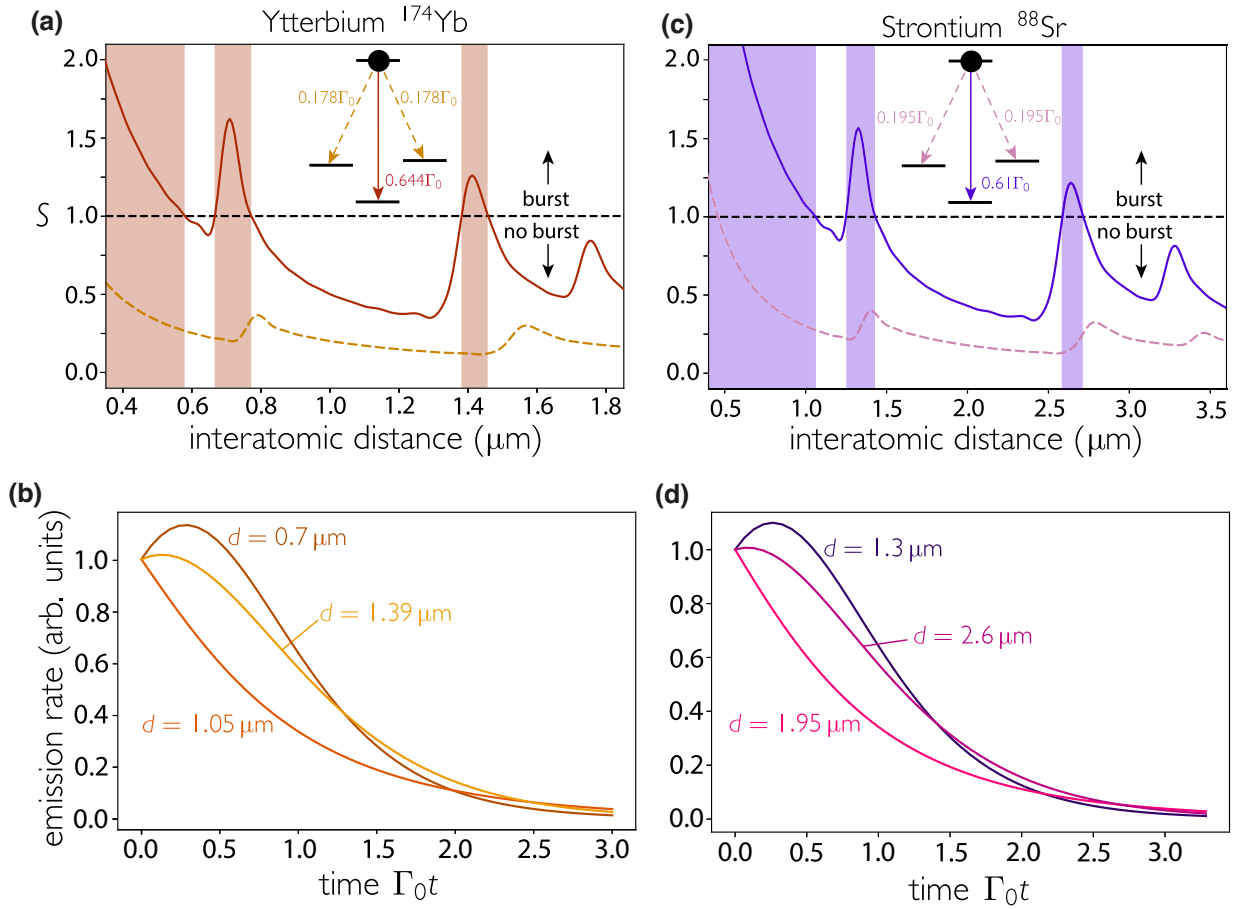 (a)
Ytterbium ¹⁷⁴Yb
2.0
1.5
1.0
0.5
0.0
S
0.178Γ₀
0.178Γ₀
0.644Γ₀
burst
no burst
0.4
0.6
0.8
1.0
1.2
1.4
1.6
1.8
interatomic distance (μm)
(c)
Strontium ⁸⁸Sr
2.0
1.5
1.0
0.5
0.0
0.195Γ₀
0.195Γ₀
0.61Γ₀
burst
no burst
0.5
1.0
1.5
2.0
2.5
3.0
3.5
interatomic distance (μm)
(b)
emission rate (arb. units)
1.0
0.8
0.6
0.4
0.2
0.0
d = 0.7 μm
d = 1.39 μm
d = 1.05 μm
0.0
0.5
1.0
1.5
2.0
2.5
3.0
time Γ₀t
(d)
1.0
0.8
0.6
0.4
0.2
0.0
d = 1.3 μm
d = 2.6 μm
d = 1.95 μm
0.0
0.5
1.0
1.5
2.0
2.5
3.0
time Γ₀t